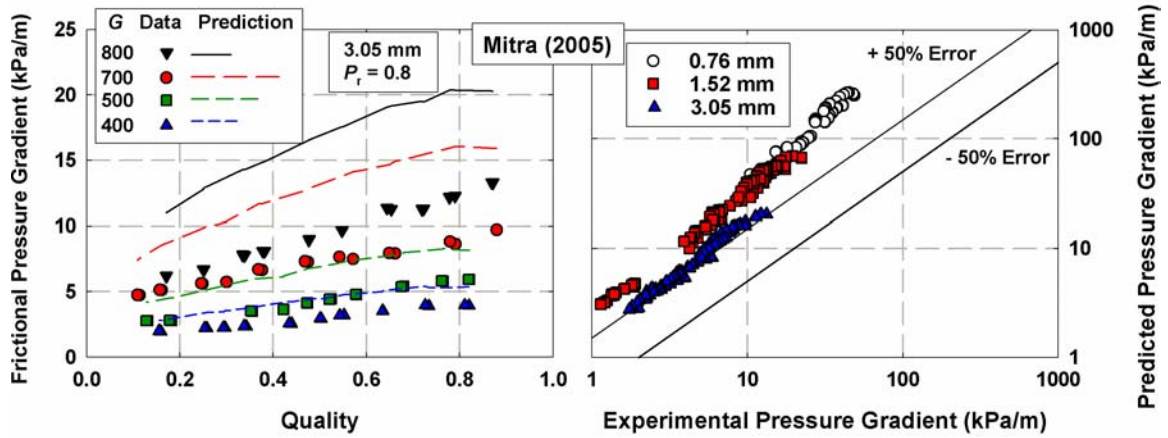 G Data Prediction
800
700
500
400
3.05 mm
Pr = 0.8
Mitra (2005)
0.76 mm
1.52 mm
3.05 mm
+ 50% Error
- 50% Error
Frictional Pressure Gradient (kPa/m)
25
20
15
10
5
0
0.0 0.2 0.4 0.6 0.8 1.0
Quality
1 10 100 1000
Experimental Pressure Gradient (kPa/m)
1000
100
10
1
Predicted Pressure Gradient (kPa/m)